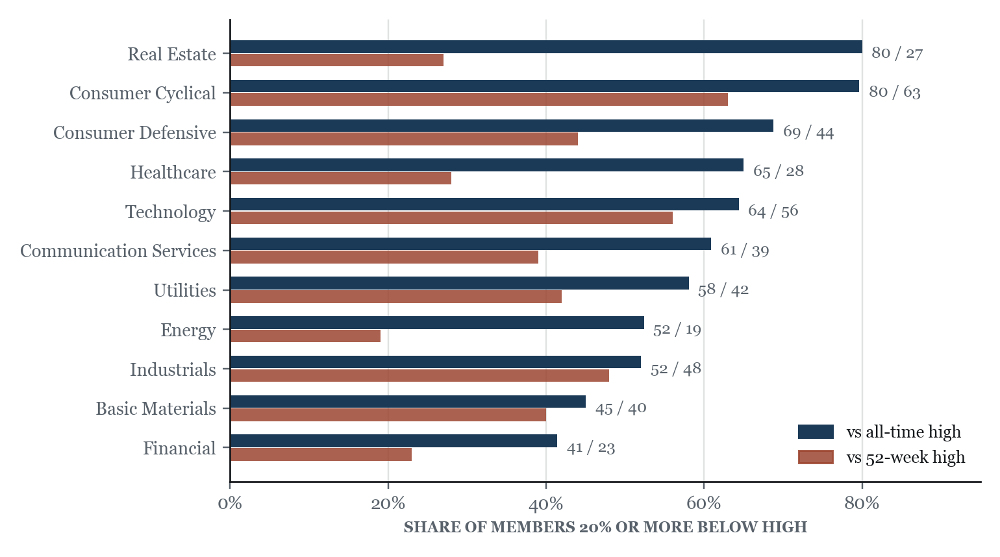 Real Estate 80 / 27
Consumer Cyclical 80 / 63
Consumer Defensive 69 / 44
Healthcare 65 / 28
Technology 64 / 56
Communication Services 61 / 39
Utilities 58 / 42
Energy 52 / 19
Industrials 52 / 48
Basic Materials 45 / 40
Financial 41 / 23
vs all-time high
vs 52-week high
0% 20% 40% 60% 80%
SHARE OF MEMBERS 20% OR MORE BELOW HIGH